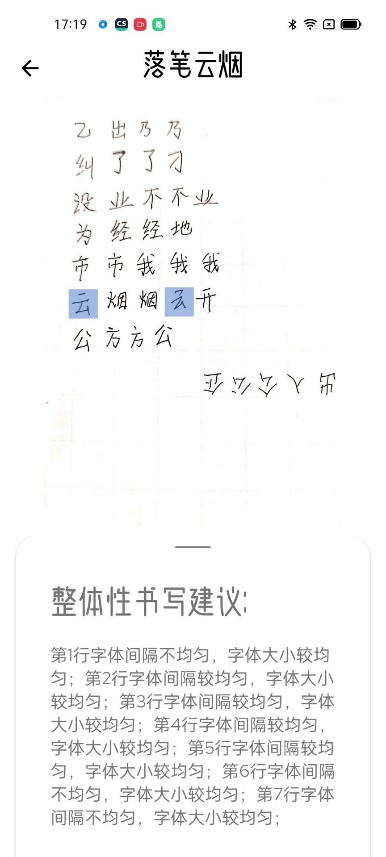 17:19
落笔云烟
乙出乃乃
纠了了刁
没业不不业
为经经地
市市我我我
云烟烟云开
公方方公
企公公人出
整体性书写建议:
第1行字体间隔不均匀，字体大小较均
匀；第2行字体间隔较均匀，字体大小
较均匀；第3行字体间隔较均匀，字体
大小较均匀；第4行字体间隔较均匀，
字体大小较均匀；第5行字体间隔较均
匀，字体大小较均匀；第6行字体间隔
不均匀，字体大小较均匀；第7行字体
间隔不均匀，字体大小较均匀；